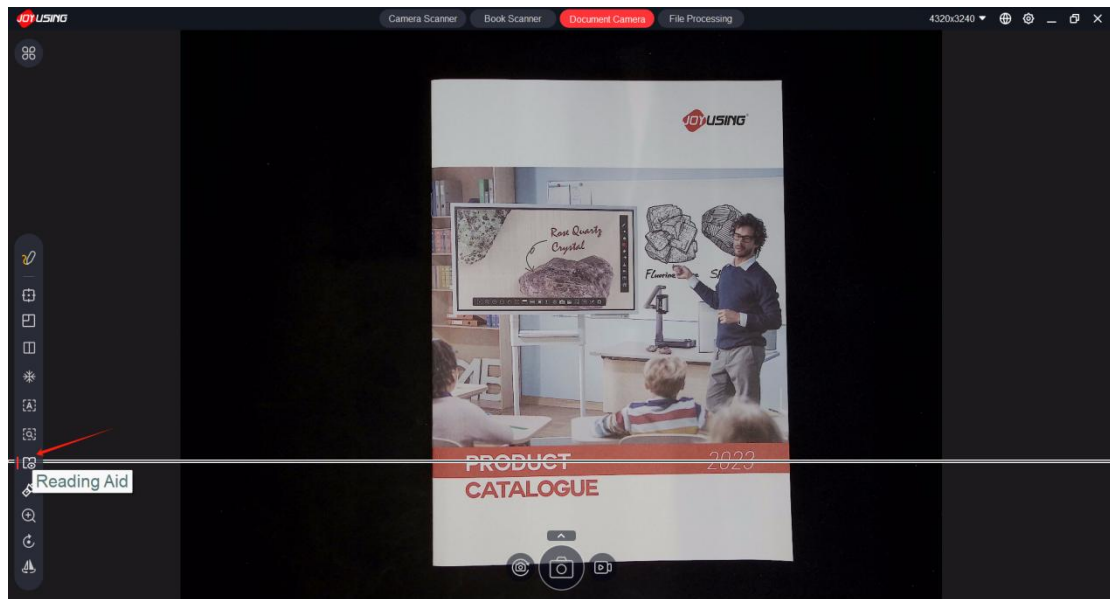 JOYUSING
Camera Scanner Book Scanner Document Camera File Processing
4320x3240
JOYUSING
Rose Quartz
Crystal
PRODUCT 2023
CATALOGUE
Reading Aid